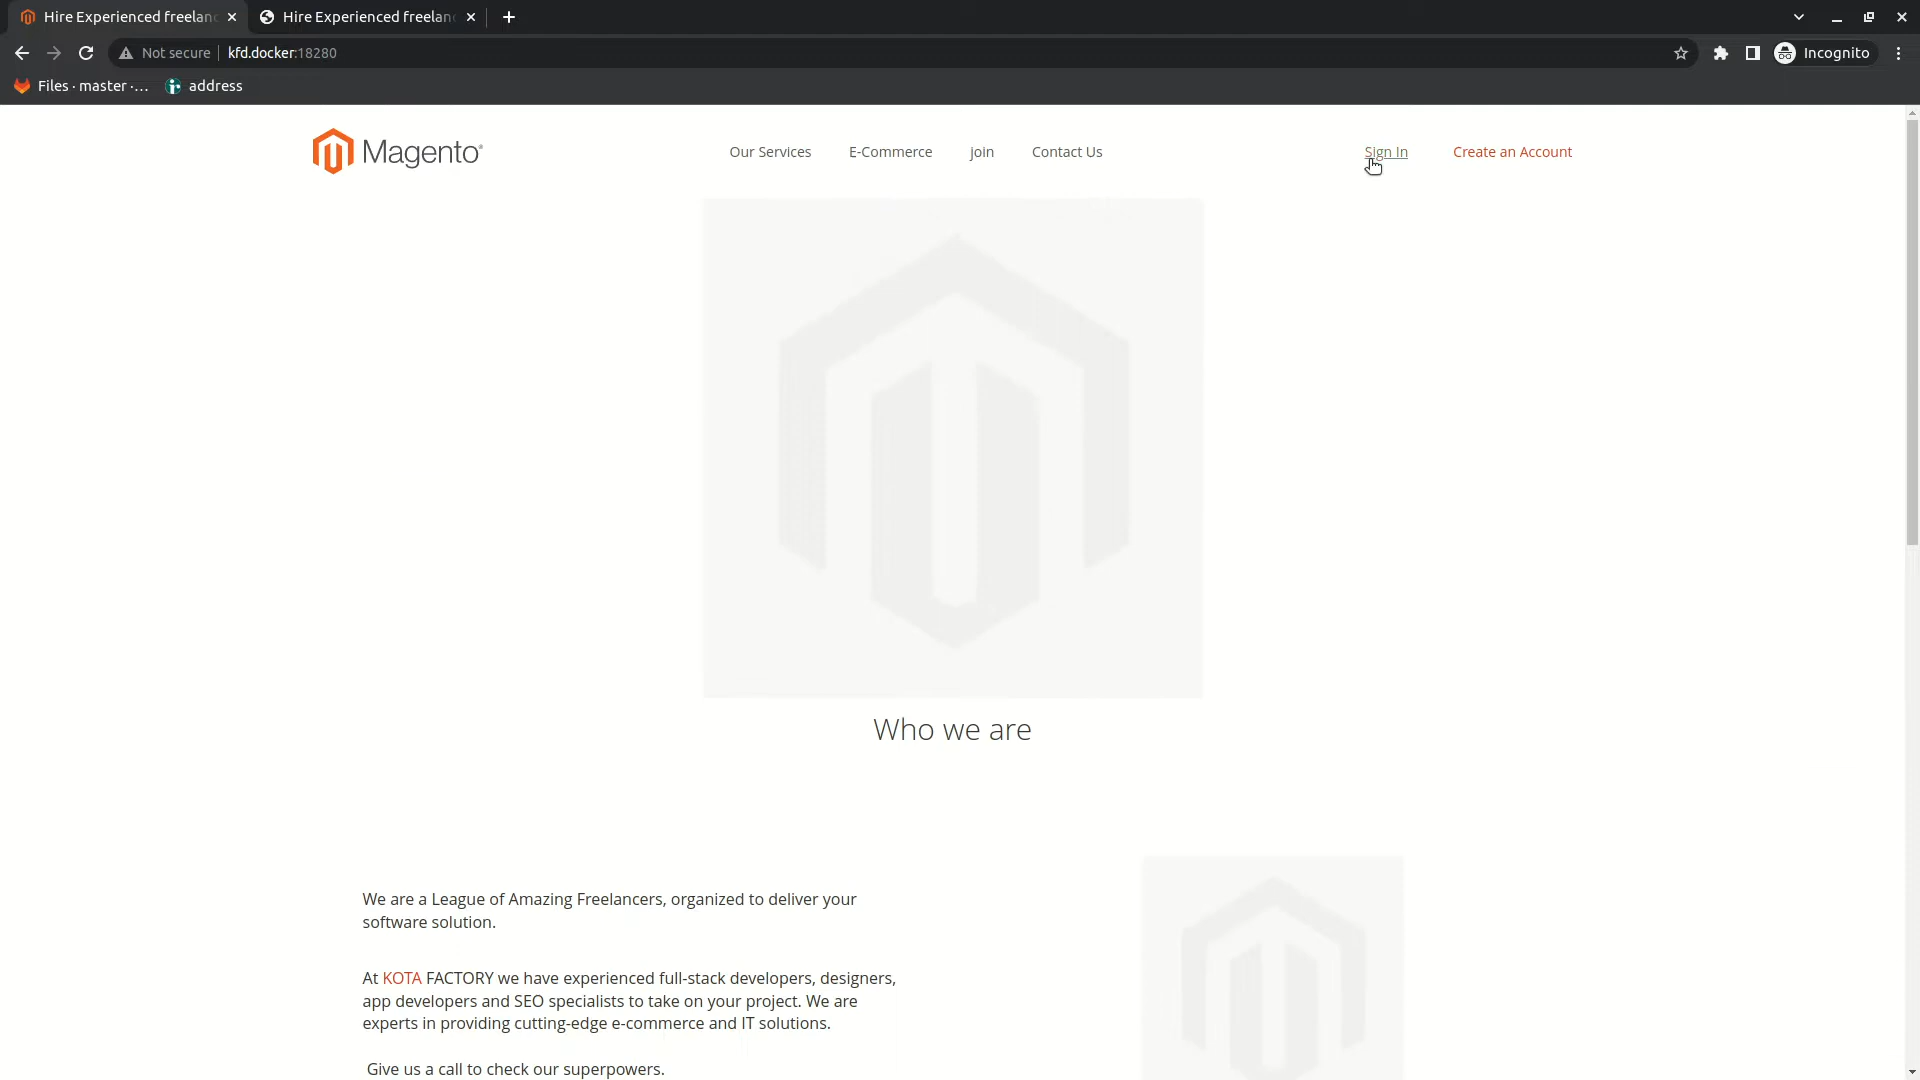 Hire Experienced freelan
Hire Experienced freelan
Not secure
kfd.docker:18280
Incognito
Files · master ·...
address
Magento
Our Services
E-Commerce
join
Contact Us
Sign In
Create an Account
Who we are
We are a League of Amazing Freelancers, organized to deliver your
software solution.
At KOTA FACTORY we have experienced full-stack developers, designers,
app developers and SEO specialists to take on your project. We are
experts in providing cutting-edge e-commerce and IT solutions.
Give us a call to check our superpowers.